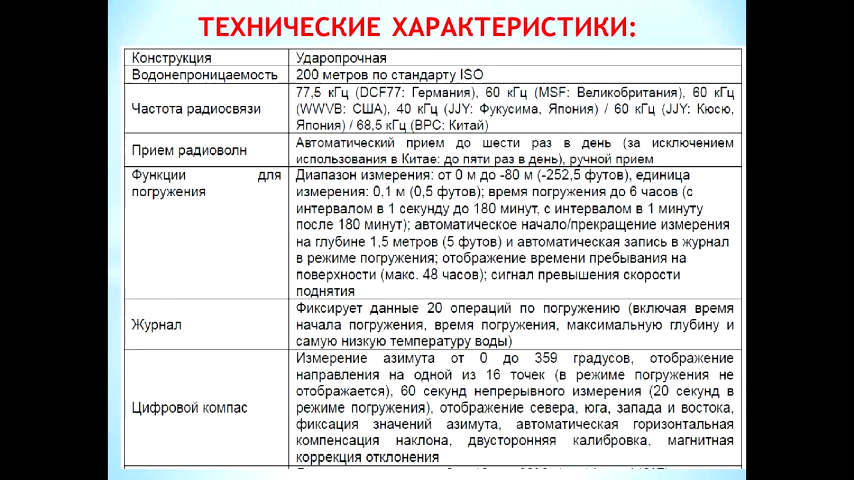 ТЕХНИЧЕСКИЕ ХАРАКТЕРИСТИКИ:
Конструкция
Ударопрочная
Водонепроницаемость
200 метров по стандарту ISO
Частота радиосвязи
77,5 кГц (DCF77: Германия), 60 кГц (MSF: Великобритания), 60 кГц
(WWVB: США), 40 кГц (JJY: Фукусима, Япония) / 60 кГц (JJY: Кюсю,
Япония) / 68,5 кГц (BPC: Китай)
Прием радиоволн
Автоматический прием до шести раз в день (за исключением
использования в Китае: до пяти раз в день), ручной прием
Функции для
погружения
Диапазон измерения: от 0 м до -80 м (-252,5 футов), единица
измерения: 0,1 м (0,5 футов); время погружения до 6 часов (с
интервалом в 1 секунду до 180 минут, с интервалом в 1 минуту
после 180 минут); автоматическое начало/прекращение измерения
на глубине 1,5 метров (5 футов) и автоматическая запись в журнал
в режиме погружения; отображение времени пребывания на
поверхности (макс. 48 часов); сигнал превышения скорости
поднятия
Журнал
Фиксирует данные 20 операций по погружению (включая время
начала погружения, время погружения, максимальную глубину и
самую низкую температуру воды)
Цифровой компас
Измерение азимута от 0 до 359 градусов, отображение
направления на одной из 16 точек (в режиме погружения не
отображается), 60 секунд непрерывного измерения (20 секунд в
режиме погружения), отображение севера, юга, запада и востока,
фиксация значений азимута, автоматическая горизонтальная
компенсация наклона, двусторонняя калибровка, магнитная
коррекция отклонения